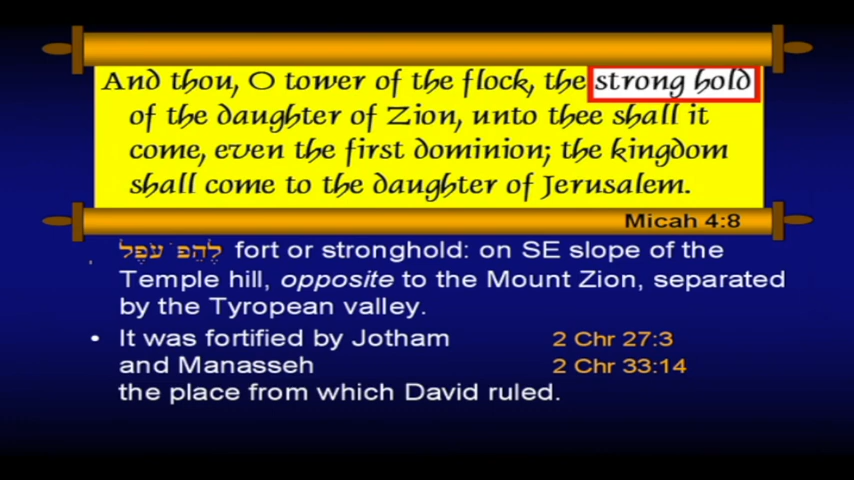 And thou, O tower of the flock, the strong hold
of the daughter of Zion, unto thee shall it
come, even the first dominion; the kingdom
shall come to the daughter of Jerusalem.
Micah 4:8
לֶהֵפּ עֹפֶל fort or stronghold: on SE slope of the
Temple hill, opposite to the Mount Zion, separated
by the Tyropean valley.
• It was fortified by Jotham 2 Chr 27:3
and Manasseh 2 Chr 33:14
the place from which David ruled.